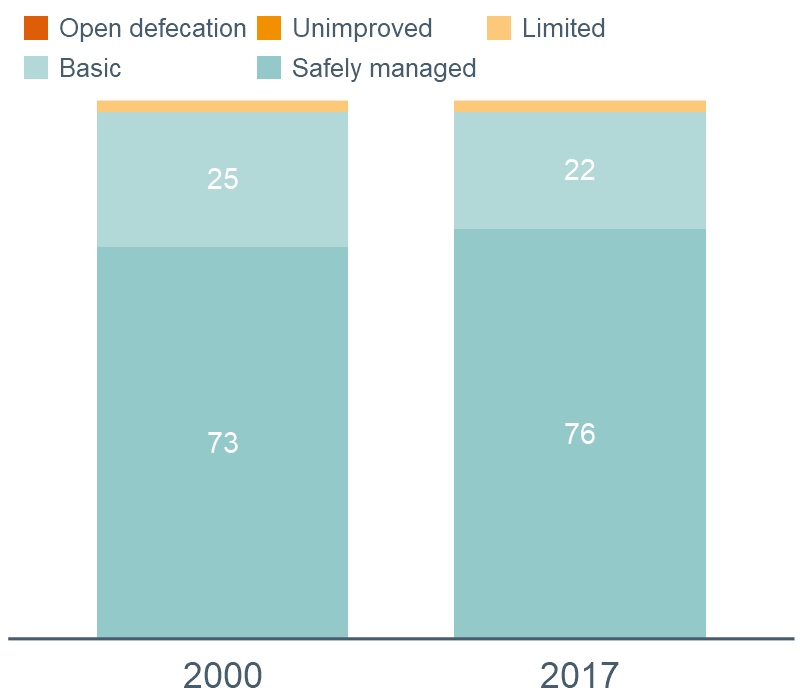 Open defecation Unimproved Limited
Basic Safely managed
25 22
73 76
2000 2017